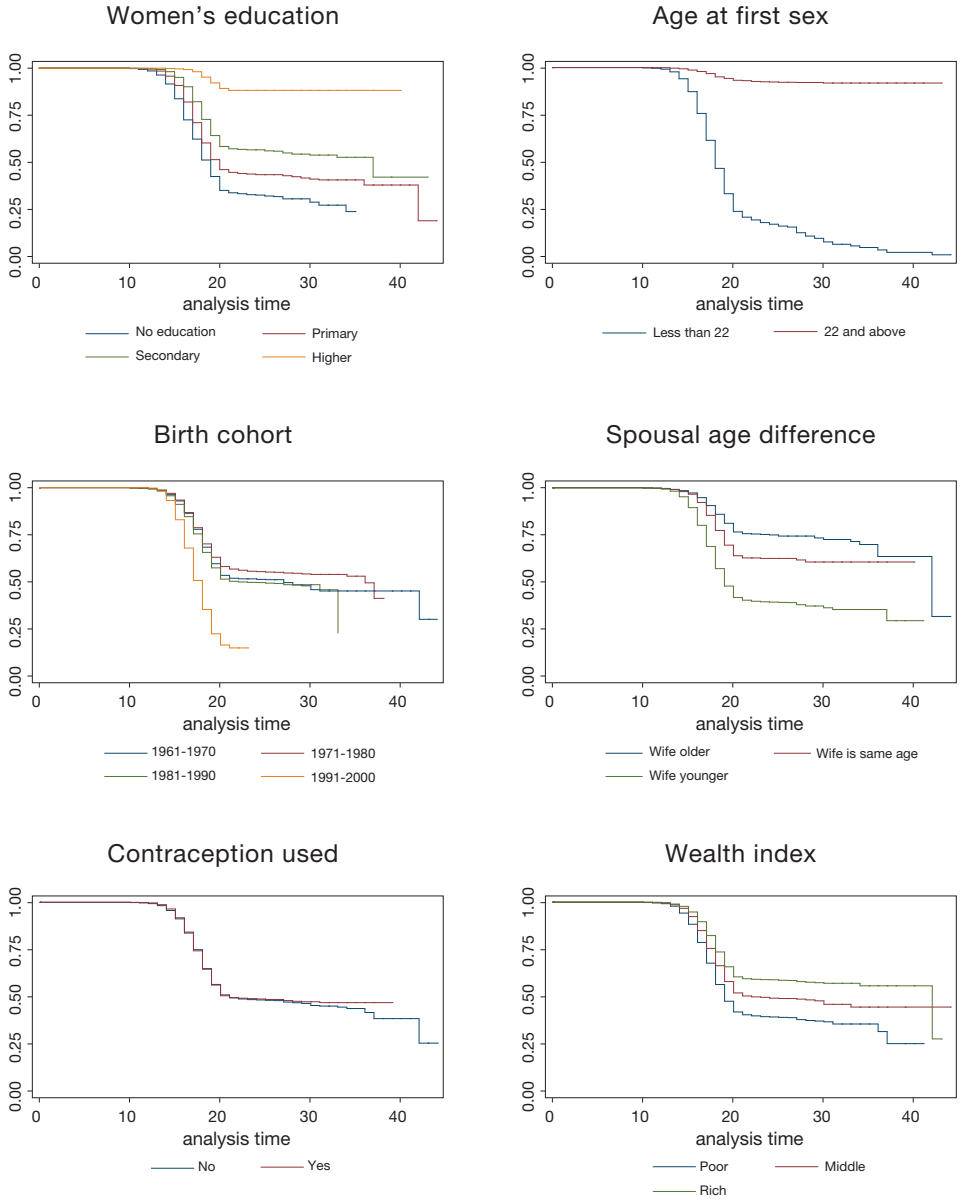 Women's education
Age at first sex
1.00
0.75
0.50
0.25
0.00
0 10 20 30 40
analysis time
No education Primary
Secondary Higher
1.00
0.75
0.50
0.25
0.00
0 10 20 30 40
analysis time
Less than 22 22 and above
Birth cohort
Spousal age difference
1.00
0.75
0.50
0.25
0.00
0 10 20 30 40
analysis time
1961-1970 1971-1980
1981-1990 1991-2000
1.00
0.75
0.50
0.25
0.00
0 10 20 30 40
analysis time
Wife older Wife is same age
Wife younger
Contraception used
Wealth index
1.00
0.75
0.50
0.25
0.00
0 10 20 30 40
analysis time
No Yes
1.00
0.75
0.50
0.25
0.00
0 10 20 30 40
analysis time
Poor Middle
Rich